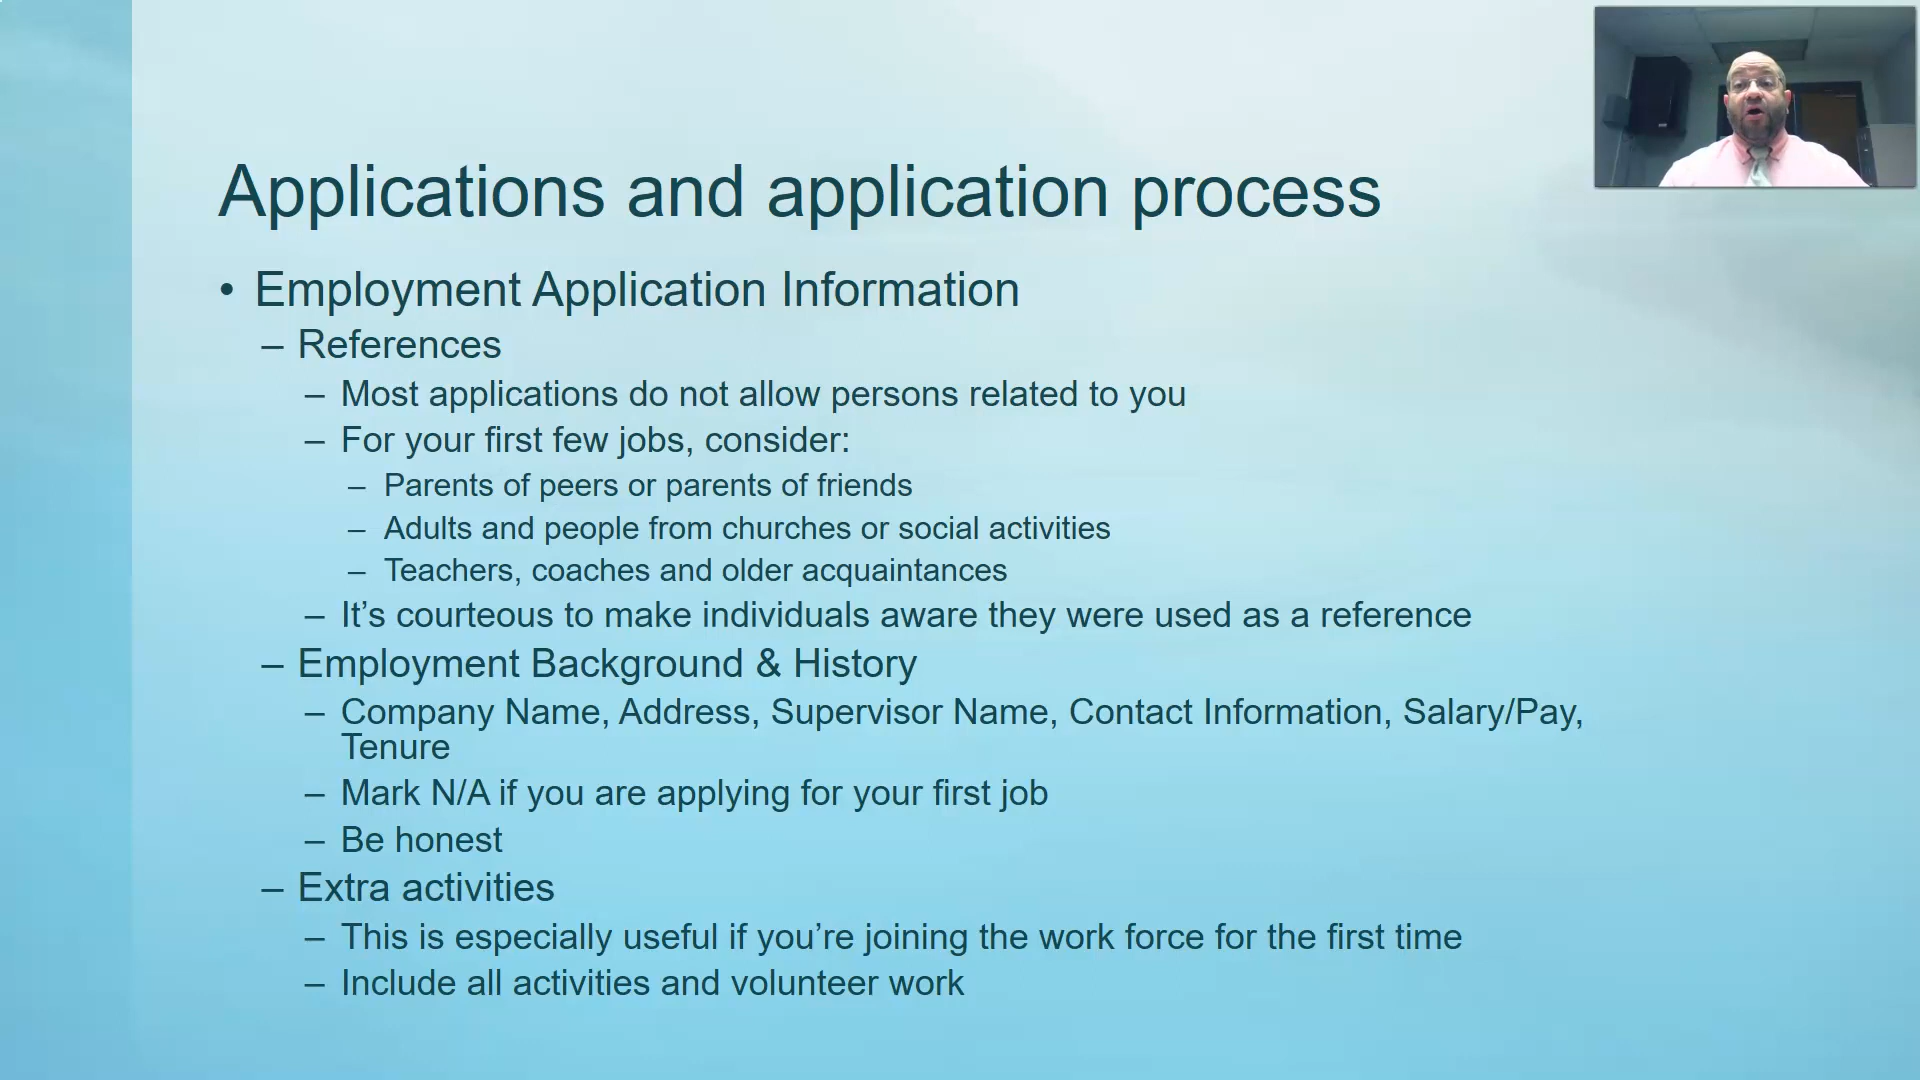 Applications and application process
• Employment Application Information
– References
– Most applications do not allow persons related to you
– For your first few jobs, consider:
– Parents of peers or parents of friends
– Adults and people from churches or social activities
– Teachers, coaches and older acquaintances
– It’s courteous to make individuals aware they were used as a reference
– Employment Background & History
– Company Name, Address, Supervisor Name, Contact Information, Salary/Pay,
Tenure
– Mark N/A if you are applying for your first job
– Be honest
– Extra activities
– This is especially useful if you’re joining the work force for the first time
– Include all activities and volunteer work